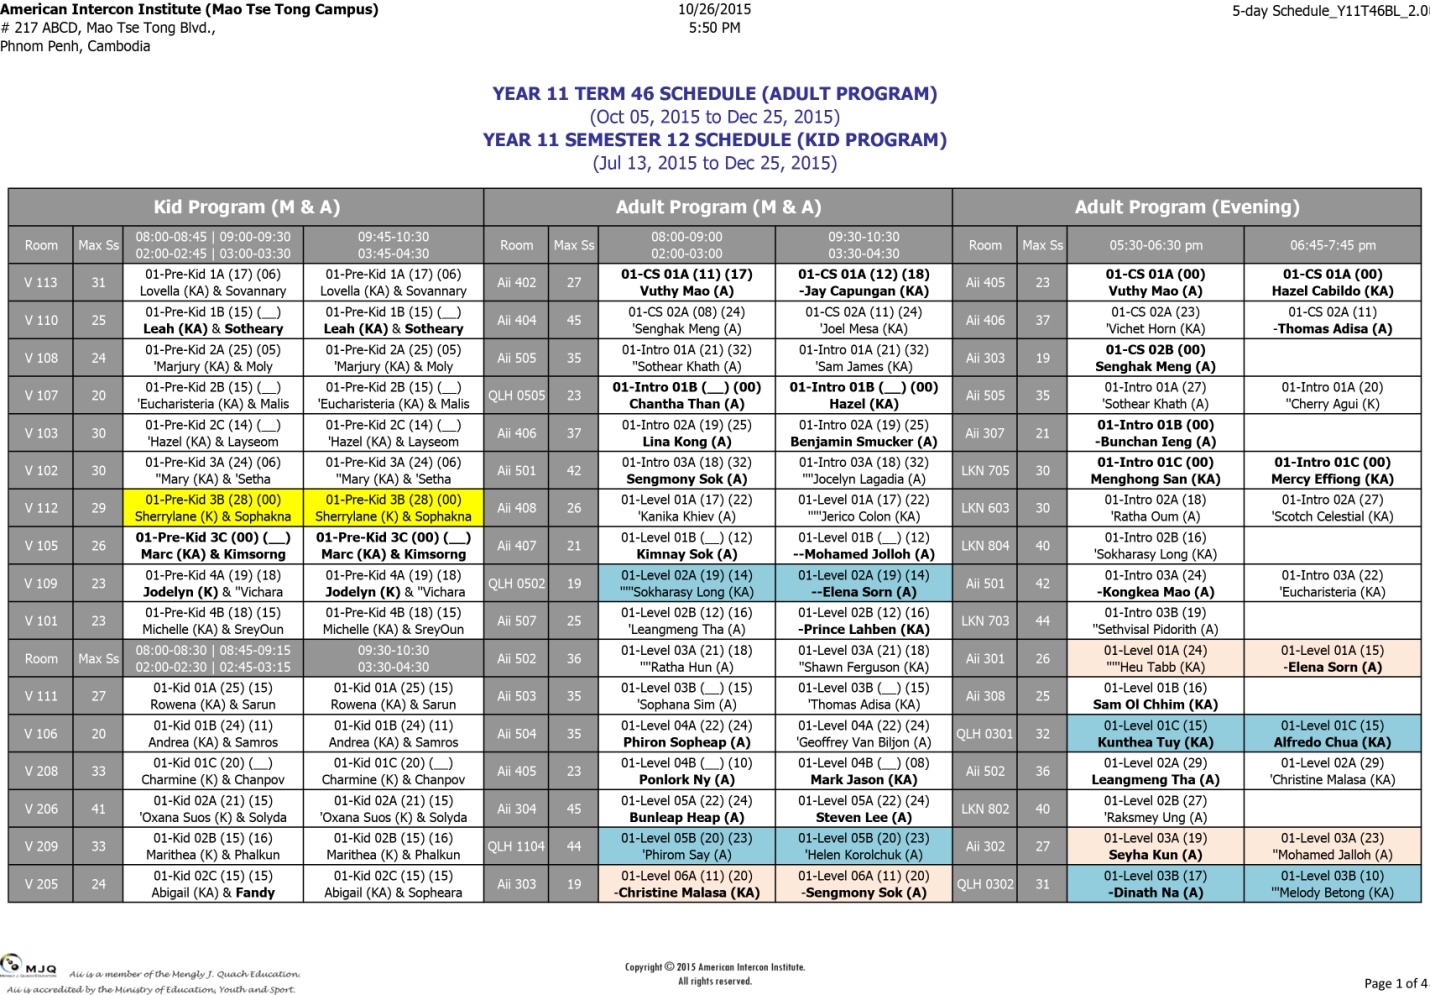 American Intercon Institute (Mao Tse Tong Campus) 10/26/2015 5-day Schedule_Y11T46BL_2.0
# 217 ABCD, Mao Tse Tong Blvd., 5:50 PM
Phnom Penh, Cambodia
YEAR 11 TERM 46 SCHEDULE (ADULT PROGRAM)
(Oct 05, 2015 to Dec 25, 2015)
YEAR 11 SEMESTER 12 SCHEDULE (KID PROGRAM)
(Jul 13, 2015 to Dec 25, 2015)
Kid Program (M & A) Adult Program (M & A) Adult Program (Evening)
08:00-08:45 | 09:00-09:30 09:45-10:30 08:00-09:00 09:30-10:30
Room Max Ss Room Max Ss Room Max Ss 05:30-06:30 pm 06:45-7:45 pm
02:00-02:45 | 03:00-03:30 03:45-04:30 02:00-03:00 03:30-04:30
01-Pre-Kid 1A (17) (06) 01-Pre-Kid 1A (17) (06) 01-CS 01A (11) (17) 01-CS 01A (12) (18) 01-CS 01A (00) 01-CS 01A (00)
V 113 31 Aii 402 27 Aii 405 23
Lovella (KA) & Sovannary Lovella (KA) & Sovannary Vuthy Mao (A) -Jay Capungan (KA) Vuthy Mao (A) Hazel Cabildo (KA)
01-Pre-Kid 1B (15) (__) 01-Pre-Kid 1B (15) (__) 01-CS 02A (08) (24) 01-CS 02A (11) (24) 01-CS 02A (23) 01-CS 02A (11)
V 110 25 Aii 404 45 Aii 406 37
Leah (KA) & Sotheary Leah (KA) & Sotheary 'Senghak Meng (A) 'Joel Mesa (KA) 'Vichet Horn (KA) -Thomas Adisa (A)
01-Pre-Kid 2A (25) (05) 01-Pre-Kid 2A (25) (05) 01-Intro 01A (21) (32) 01-Intro 01A (21) (32) 01-CS 02B (00)
V 108 24 Aii 505 35 Aii 303 19
'Marjury (KA) & Moly 'Marjury (KA) & Moly "Sothear Khath (A) 'Sam James (KA) Senghak Meng (A)
01-Pre-Kid 2B (15) (__) 01-Pre-Kid 2B (15) (__) 01-Intro 01B (__) (00) 01-Intro 01B (__) (00) 01-Intro 01A (27) 01-Intro 01A (20)
V 107 20 QLH 0505 23 Aii 505 35
'Eucharisteria (KA) & Malis 'Eucharisteria (KA) & Malis Chantha Than (A) Hazel (KA) 'Sothear Khath (A) "Cherry Agui (K)
01-Pre-Kid 2C (14) (__) 01-Pre-Kid 2C (14) (__) 01-Intro 02A (19) (25) 01-Intro 02A (19) (25) 01-Intro 01B (00)
V 103 30 Aii 406 37 Aii 307 21
'Hazel (KA) & Layseom 'Hazel (KA) & Layseom Lina Kong (A) Benjamin Smucker (A) -Bunchan Ieng (A)
01-Pre-Kid 3A (24) (06) 01-Pre-Kid 3A (24) (06) 01-Intro 03A (18) (32) 01-Intro 03A (18) (32) 01-Intro 01C (00) 01-Intro 01C (00)
V 102 30 Aii 501 42 LKN 705 30
"Mary (KA) & 'Setha "Mary (KA) & 'Setha Sengmony Sok (A) ""Jocelyn Lagadia (A) Menghong San (KA) Mercy Effiong (KA)
01-Pre-Kid 3B (28) (00) 01-Pre-Kid 3B (28) (00) 01-Level 01A (17) (22) 01-Level 01A (17) (22) 01-Intro 02A (18) 01-Intro 02A (27)
V 112 29 Aii 408 26 LKN 603 30
Sherrylane (K) & Sophakna Sherrylane (K) & Sophakna 'Kanika Khiev (A) ""'Jerico Colon (KA) 'Ratha Oum (A) 'Scotch Celestial (KA)
01-Pre-Kid 3C (00) (__) 01-Pre-Kid 3C (00) (__) 01-Level 01B (__) (12) 01-Level 01B (__) (12) 01-Intro 02B (16)
V 105 26 Aii 407 21 LKN 804 40
Marc (KA) & Kimsorng Marc (KA) & Kimsorng Kimnay Sok (A) --Mohamed Jolloh (A) 'Sokharasy Long (KA)
01-Pre-Kid 4A (19) (18) 01-Pre-Kid 4A (19) (18) 01-Level 02A (19) (14) 01-Level 02A (19) (14) 01-Intro 03A (24) 01-Intro 03A (22)
V 109 23 QLH 0502 19 Aii 501 42
Jodelyn (K) & "Vichara Jodelyn (K) & "Vichara ""'Sokharasy Long (KA) --Elena Sorn (A) -Kongkea Mao (A) 'Eucharisteria (KA)
01-Pre-Kid 4B (18) (15) 01-Pre-Kid 4B (18) (15) 01-Level 02B (12) (16) 01-Level 02B (12) (16) 01-Intro 03B (19)
V 101 23 Aii 507 25 LKN 703 44
Michelle (KA) & SreyOun Michelle (KA) & SreyOun 'Leangmeng Tha (A) -Prince Lahben (KA) "Sethvisal Pidorith (A)
08:00-08:30 | 08:45-09:15 09:30-10:30 01-Level 03A (21) (18) 01-Level 03A (21) (18) 01-Level 01A (24) 01-Level 01A (15)
Room Max Ss Aii 502 36 Aii 301 26
02:00-02:30 | 02:45-03:15 03:30-04:30 ""Ratha Hun (A) "Shawn Ferguson (KA) ""'Heu Tabb (KA) -Elena Sorn (A)
01-Kid 01A (25) (15) 01-Kid 01A (25) (15) 01-Level 03B (__) (15) 01-Level 03B (__) (15) 01-Level 01B (16)
V 111 27 Aii 503 35 Aii 308 25
Rowena (KA) & Sarun Rowena (KA) & Sarun 'Sophana Sim (A) 'Thomas Adisa (KA) Sam Ol Chhim (KA)
01-Kid 01B (24) (11) 01-Kid 01B (24) (11) 01-Level 04A (22) (24) 01-Level 04A (22) (24) 01-Level 01C (15) 01-Level 01C (15)
V 106 20 Aii 504 35 QLH 0301 32
Andrea (KA) & Samros Andrea (KA) & Samros Phiron Sopheap (A) 'Geoffrey Van Biljon (A) Kunthea Tuy (KA) Alfredo Chua (KA)
01-Kid 01C (20) (__) 01-Kid 01C (20) (__) 01-Level 04B (__) (10) 01-Level 04B (__) (08) 01-Level 02A (29) 01-Level 02A (29)
V 208 33 Aii 405 23 Aii 502 36
Charmine (K) & Chanpov Charmine (K) & Chanpov Ponlork Ny (A) Mark Jason (KA) Leangmeng Tha (A) 'Christine Malasa (KA)
01-Kid 02A (21) (15) 01-Kid 02A (21) (15) 01-Level 05A (22) (24) 01-Level 05A (22) (24) 01-Level 02B (27)
V 206 41 Aii 304 45 LKN 802 40
'Oxana Suos (K) & Solyda 'Oxana Suos (K) & Solyda Bunleap Heap (A) Steven Lee (A) 'Raksmey Ung (A)
01-Kid 02B (15) (16) 01-Kid 02B (15) (16) 01-Level 05B (20) (23) 01-Level 05B (20) (23) 01-Level 03A (19) 01-Level 03A (23)
V 209 33 QLH 1104 44 Aii 302 27
Marithea (K) & Phalkun Marithea (K) & Phalkun 'Phirom Say (A) 'Helen Korolchuk (A) Seyha Kun (A) "Mohamed Jalloh (A)
01-Kid 02C (15) (15) 01-Kid 02C (15) (15) 01-Level 06A (11) (20) 01-Level 06A (11) (20) 01-Level 03B (17) 01-Level 03B (10)
V 205 24 Aii 303 19 QLH 0302 31
Abigail (KA) & Fandy Abigail (KA) & Sopheara -Christine Malasa (KA) -Sengmony Sok (A) -Dinath Na (A) "'Melody Betong (KA)
MJQ
Aii is a member of the Mengly J. Quach Education.
Aii is accredited by the Ministry of Education, Youth and Sport.
Copyright © 2015 American Intercon Institute.
All rights reserved.
Page 1 of 4